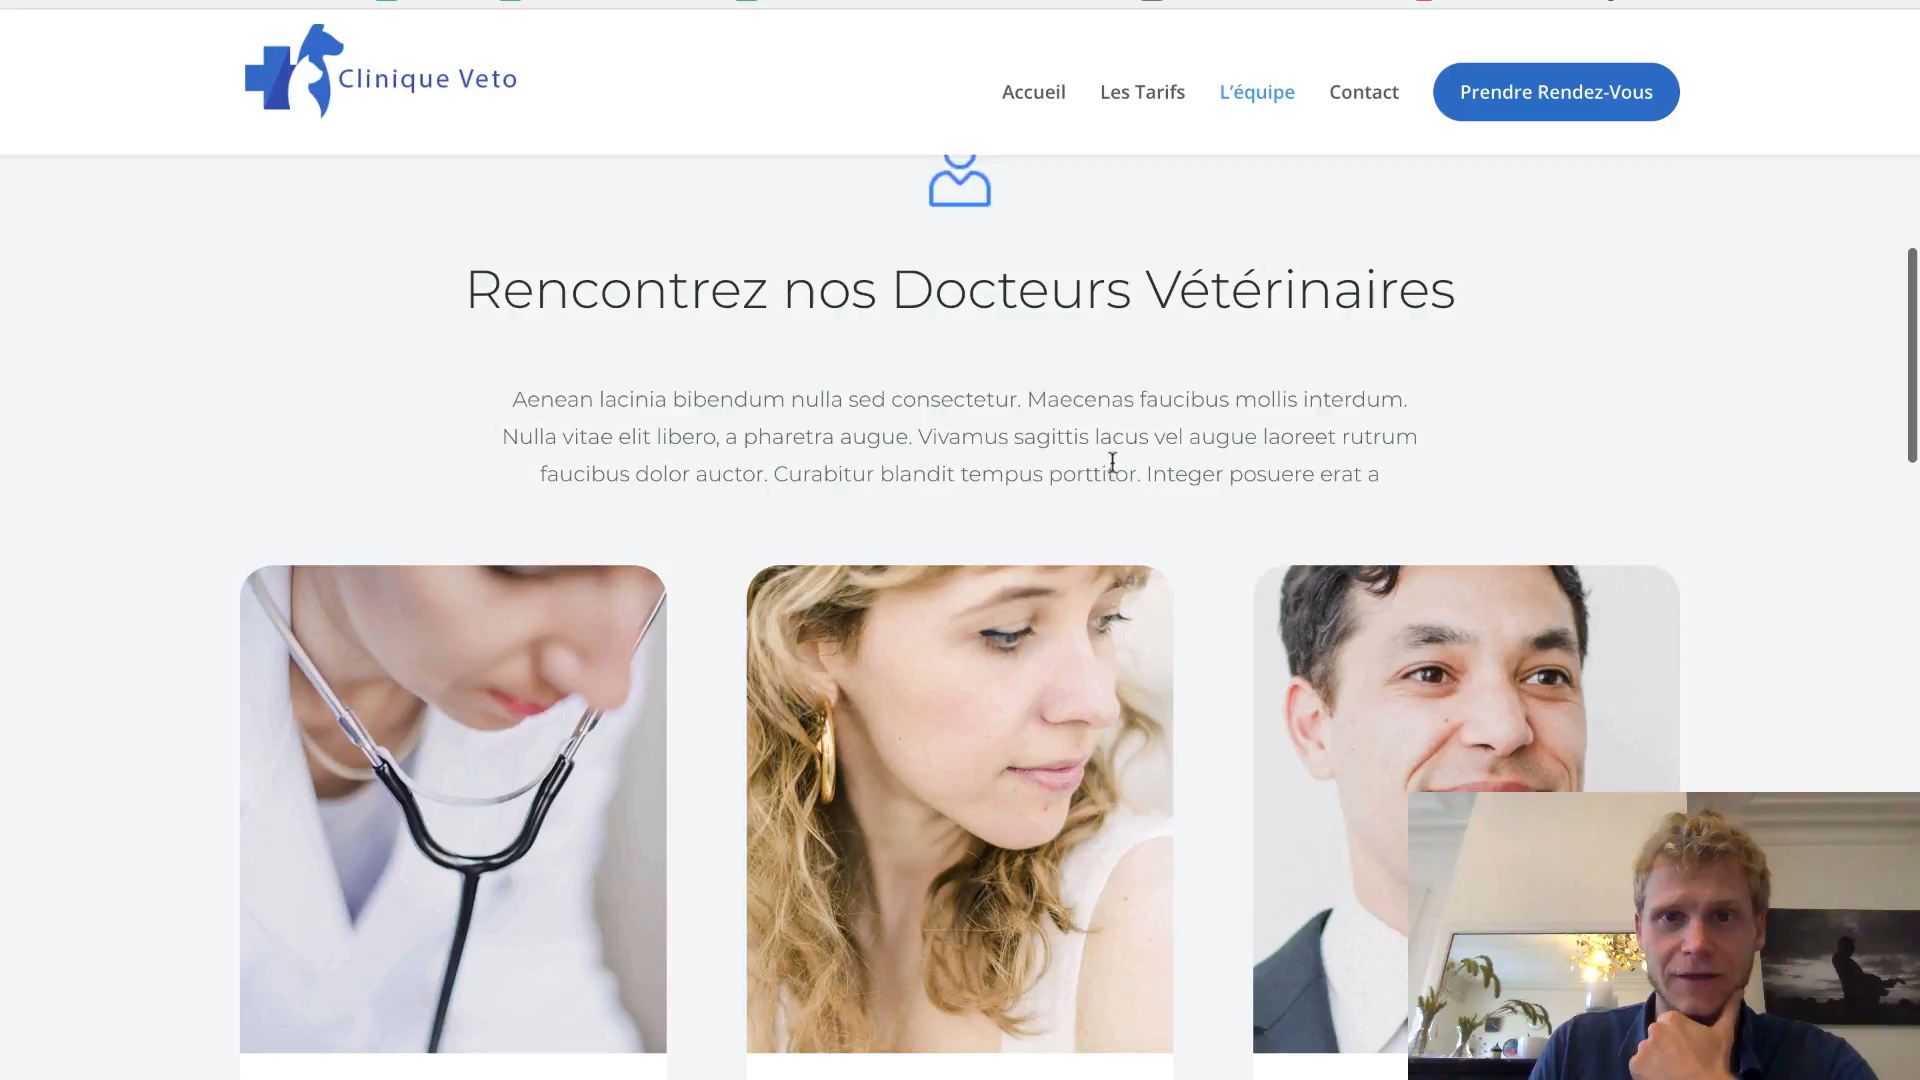 Clinique Veto
Accueil
Les Tarifs
L'équipe
Contact
Prendre Rendez-Vous
Rencontrez nos Docteurs Vétérinaires
Aenean lacinia bibendum nulla sed consectetur. Maecenas faucibus mollis interdum.
Nulla vitae elit libero, a pharetra augue. Vivamus sagittis lacus vel augue laoreet rutrum
faucibus dolor auctor. Curabitur blandit tempus porttitor. Integer posuere erat a